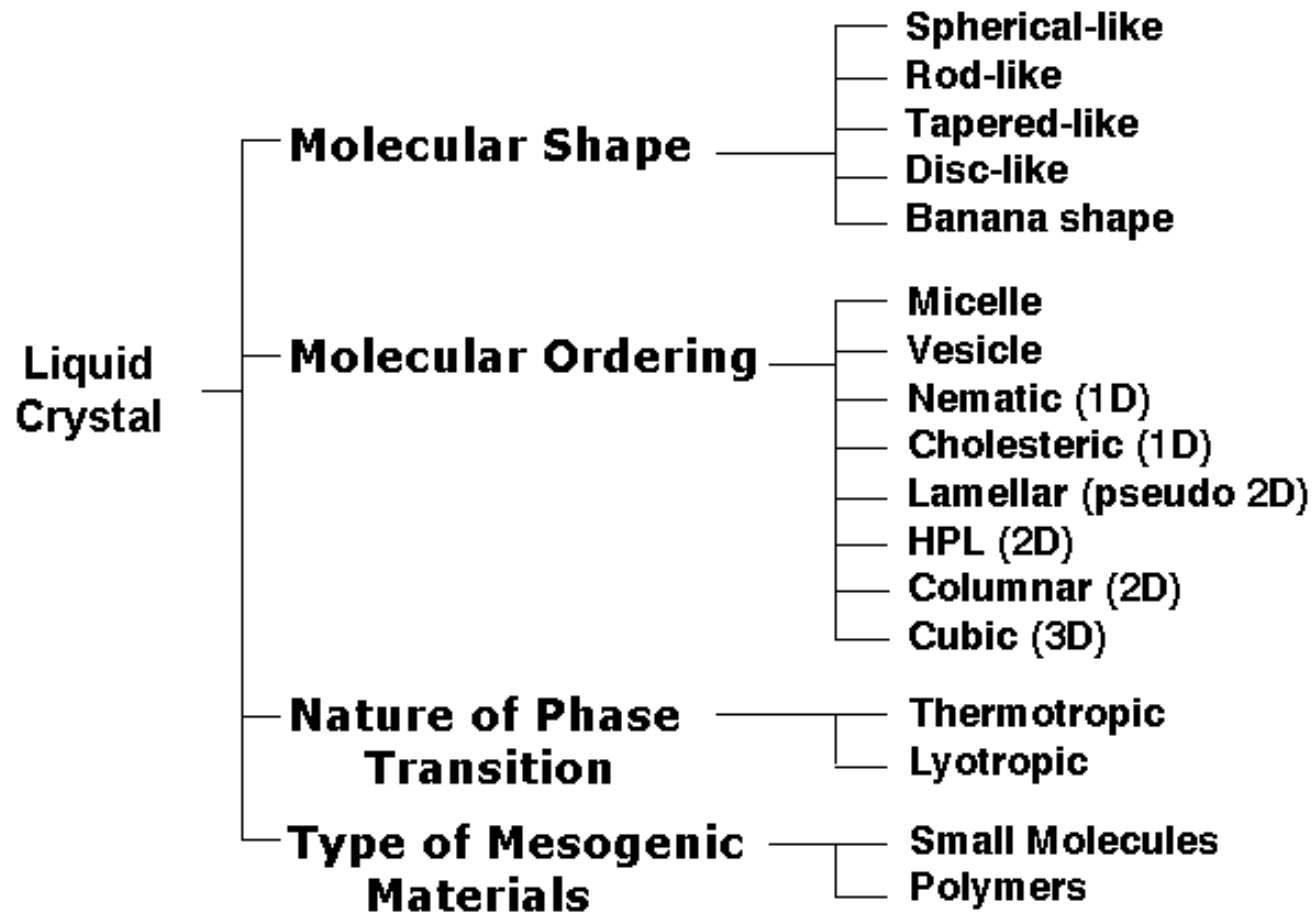 Liquid
Crystal
Molecular Shape
Spherical-like
Rod-like
Tapered-like
Disc-like
Banana shape
Molecular Ordering
Micelle
Vesicle
Nematic (1D)
Cholesteric (1D)
Lamellar (pseudo 2D)
HPL (2D)
Columnar (2D)
Cubic (3D)
Nature of Phase
Transition
Thermotropic
Lyotropic
Type of Mesogenic
Materials
Small Molecules
Polymers